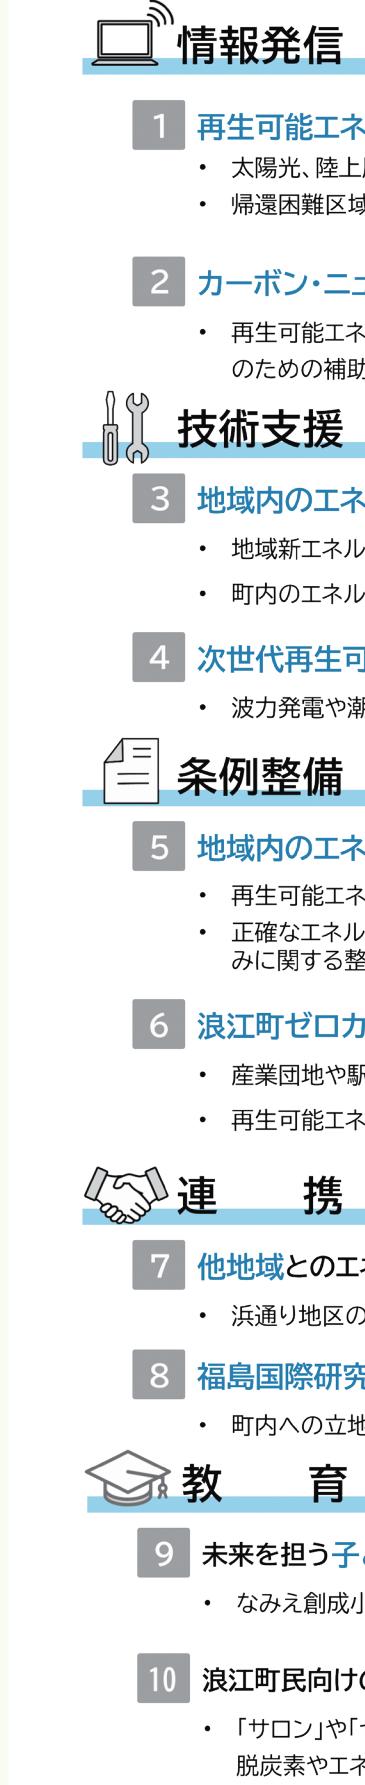 情報発信
1 再生可能エネ
• 太陽光、陸上
• 帰還困難区域
2 カーボン・ニュ
• 再生可能エネ
のための補助
技術支援
3 地域内のエネ
• 地域新エネル
• 町内のエネル
4 次世代再生可
• 波力発電や潮
条例整備
5 地域内のエネ
• 再生可能エネ
• 正確なエネル
みに関する整
6 浪江町ゼロカ
• 産業団地や駅
• 再生可能エネ
連 携
7 他地域とのエネ
• 浜通り地区の
8 福島国際研究
• 町内への立地
教 育
9 未来を担う子ど
• なみえ創成小
10 浪江町民向けの
• 「サロン」や「
脱炭素やエネ